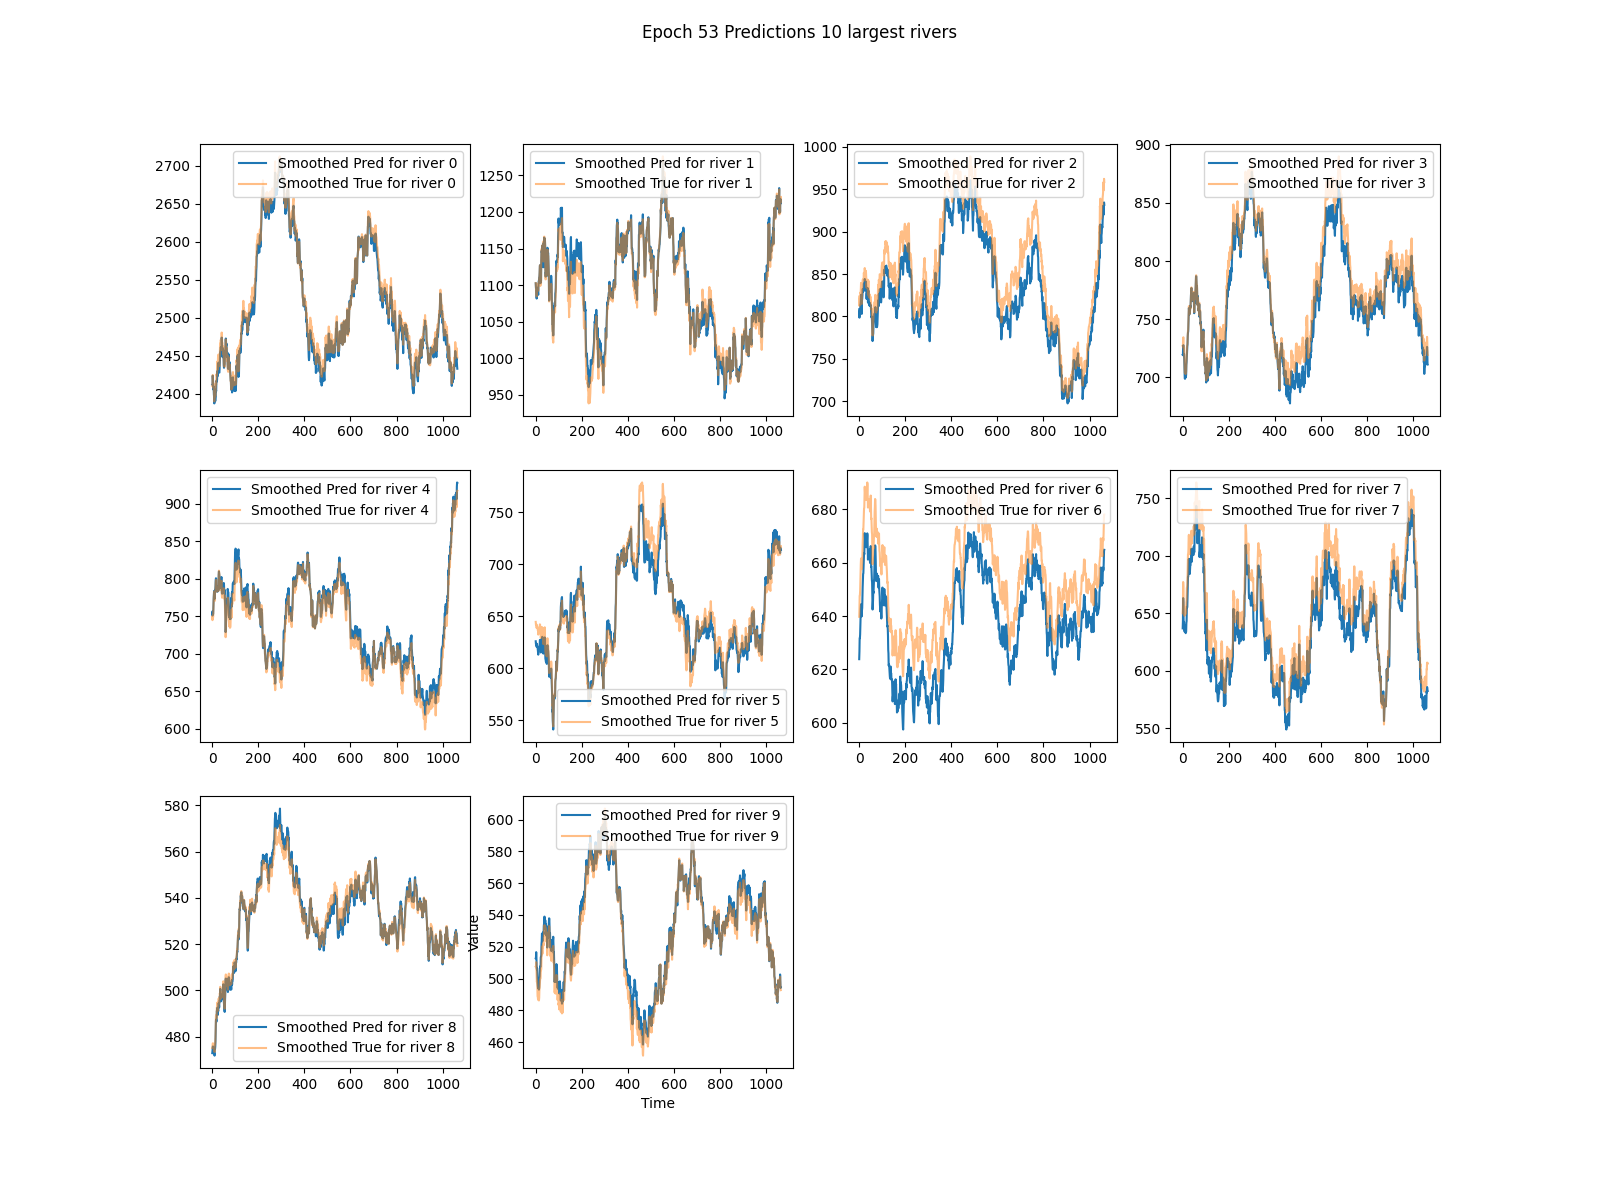 Epoch 53 Predictions 10 largest rivers
2700
2650
2600
2550
2500
2450
2400
0 200 400 600 800 1000
Smoothed Pred for river 0
Smoothed True for river 0
1250
1200
1150
1100
1050
1000
950
0 200 400 600 800 1000
Smoothed Pred for river 1
Smoothed True for river 1
1000
950
900
850
800
750
700
0 200 400 600 800 1000
Smoothed Pred for river 2
Smoothed True for river 2
900
850
800
750
700
0 200 400 600 800 1000
Smoothed Pred for river 3
Smoothed True for river 3
900
850
800
750
700
650
600
0 200 400 600 800 1000
Smoothed Pred for river 4
Smoothed True for river 4
750
700
650
600
550
0 200 400 600 800 1000
Smoothed Pred for river 5
Smoothed True for river 5
680
660
640
620
600
0 200 400 600 800 1000
Smoothed Pred for river 6
Smoothed True for river 6
750
700
650
600
550
0 200 400 600 800 1000
Smoothed Pred for river 7
Smoothed True for river 7
580
560
540
520
500
480
0 200 400 600 800 1000
Smoothed Pred for river 8
Smoothed True for river 8
Value
600
580
560
540
520
500
480
460
0 200 400 600 800 1000
Smoothed Pred for river 9
Smoothed True for river 9
Time